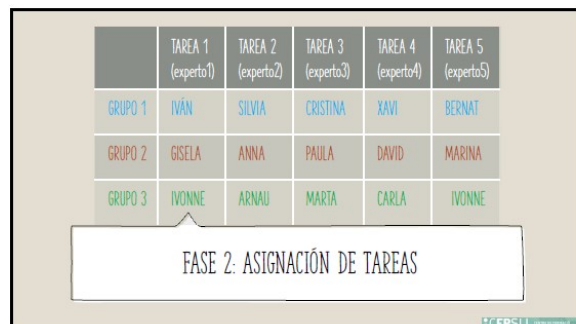 TAREA 1 TAREA 2 TAREA 3 TAREA 4 TAREA 5
(experto1) (experto2) (experto3) (experto4) (experto5)
GRUPO 1 IVÁN SILVIA CRISTINA XAVI BERNAT
GRUPO 2 GISELA ANNA PAULA DAVID MARINA
GRUPO 3 IVONNE ARNAU MARTA CARLA IVONNE
FASE 2: ASIGNACIÓN DE TAREAS